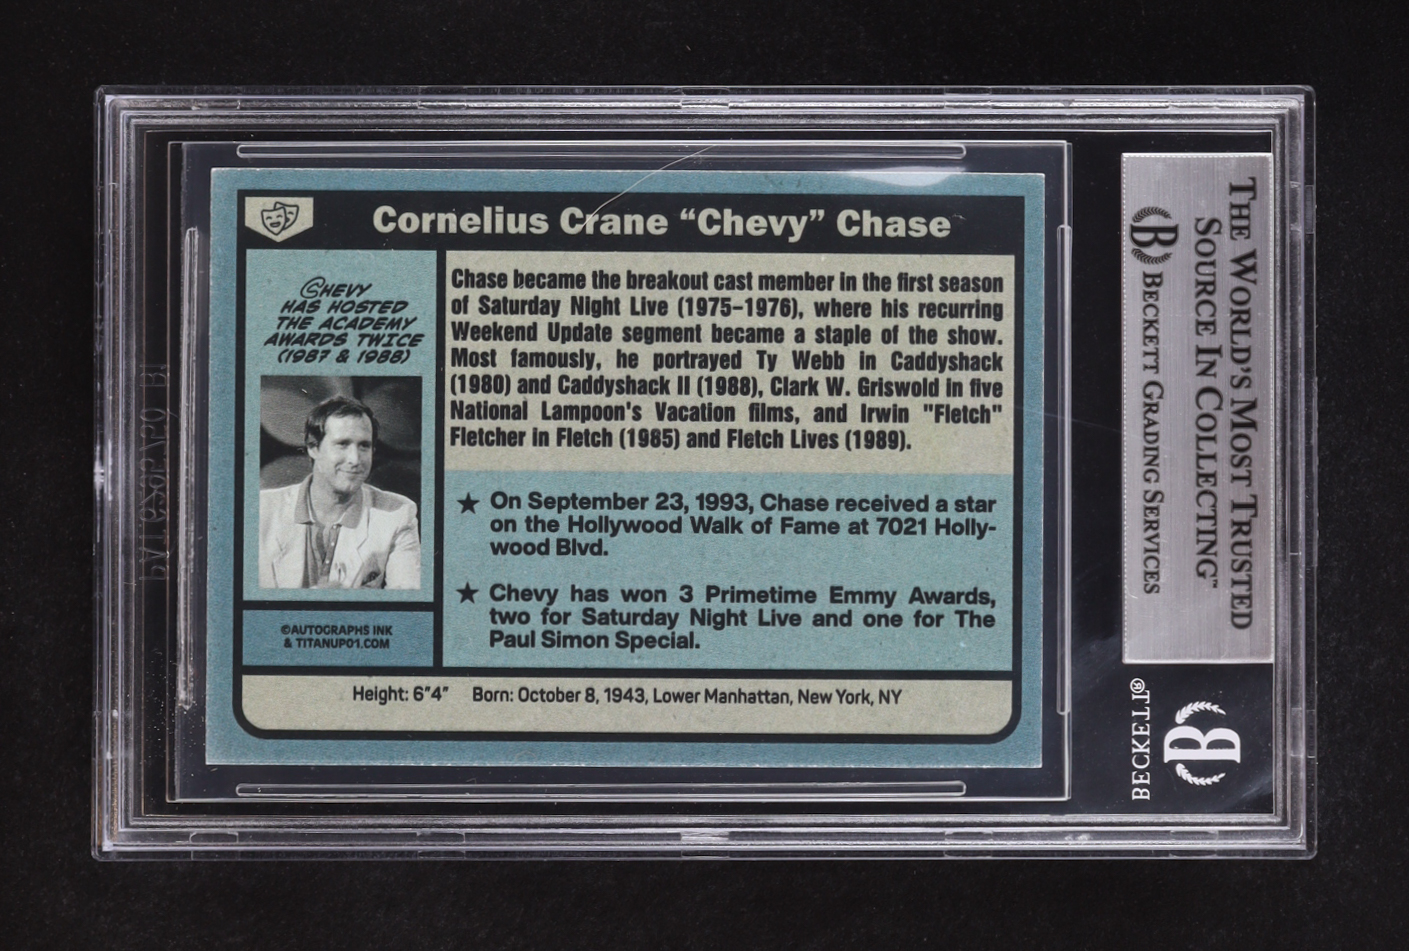 Cornelius Crane “Chevy” Chase
CHEVY
HAS HOSTED
THE ACADEMY
AWARDS TWICE
(1987 & 1988)
©AUTOGRAPHS INK
& TITANUP01.COM
Chase became the breakout cast member in the first season
of Saturday Night Live (1975–1976), where his recurring
Weekend Update segment became a staple of the show.
Most famously, he portrayed Ty Webb in Caddyshack
(1980) and Caddyshack II (1988), Clark W. Griswold in five
National Lampoon's Vacation films, and Irwin "Fletch"
Fletcher in Fletch (1985) and Fletch Lives (1989).
★ On September 23, 1993, Chase received a star
on the Hollywood Walk of Fame at 7021 Holly-
wood Blvd.
★ Chevy has won 3 Primetime Emmy Awards,
two for Saturday Night Live and one for The
Paul Simon Special.
Height: 6”4” Born: October 8, 1943, Lower Manhattan, New York, NY
THE WORLD'S MOST TRUSTED
SOURCE IN COLLECTING™
B BECKETT GRADING SERVICES
BECKETT®
B